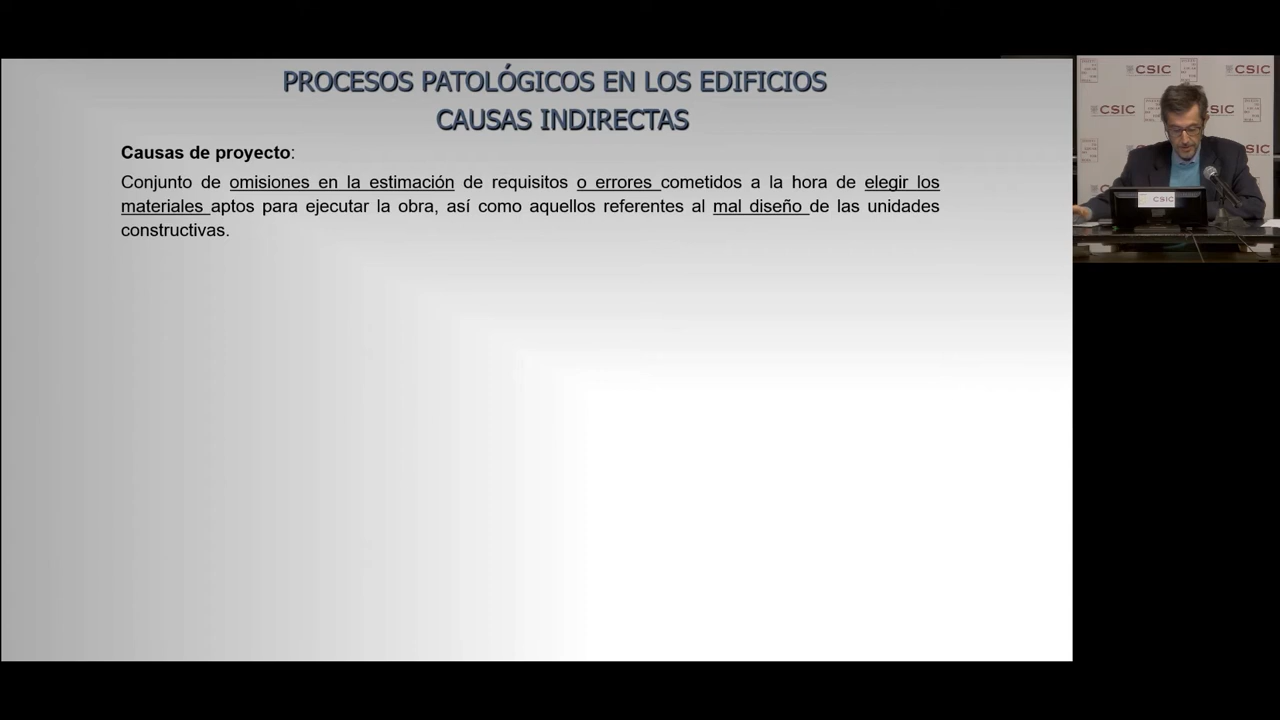 PROCESOS PATOLÓGICOS EN LOS EDIFICIOS
CAUSAS INDIRECTAS
Causas de proyecto:
Conjunto de omisiones en la estimación de requisitos o errores cometidos a la hora de elegir los
materiales aptos para ejecutar la obra, así como aquellos referentes al mal diseño de las unidades
constructivas.
CSIC CSIC
CSIC SIC
CSIC
CSIC